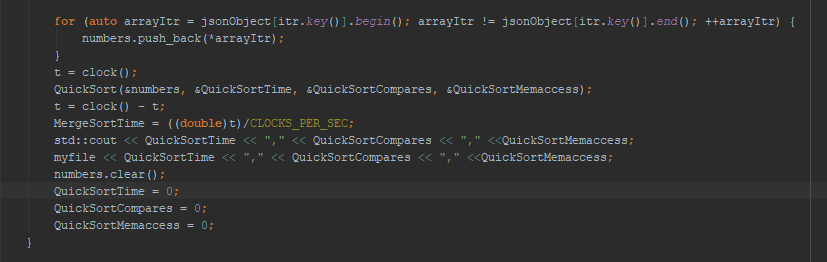 for (auto arrayItr = jsonObject[itr.key()].begin(); arrayItr != jsonObject[itr.key()].end(); ++arrayItr) {
numbers.push_back(*arrayItr);
}
t = clock();
QuickSort(&numbers, &QuickSortTime, &QuickSortCompares, &QuickSortMemaccess);
t = clock() - t;
MergeSortTime = ((double)t)/CLOCKS_PER_SEC;
std::cout << QuickSortTime << "," << QuickSortCompares << "," <<QuickSortMemaccess;
myfile << QuickSortTime << "," << QuickSortCompares << "," <<QuickSortMemaccess;
numbers.clear();
QuickSortTime = 0;
QuickSortCompares = 0;
QuickSortMemaccess = 0;
}